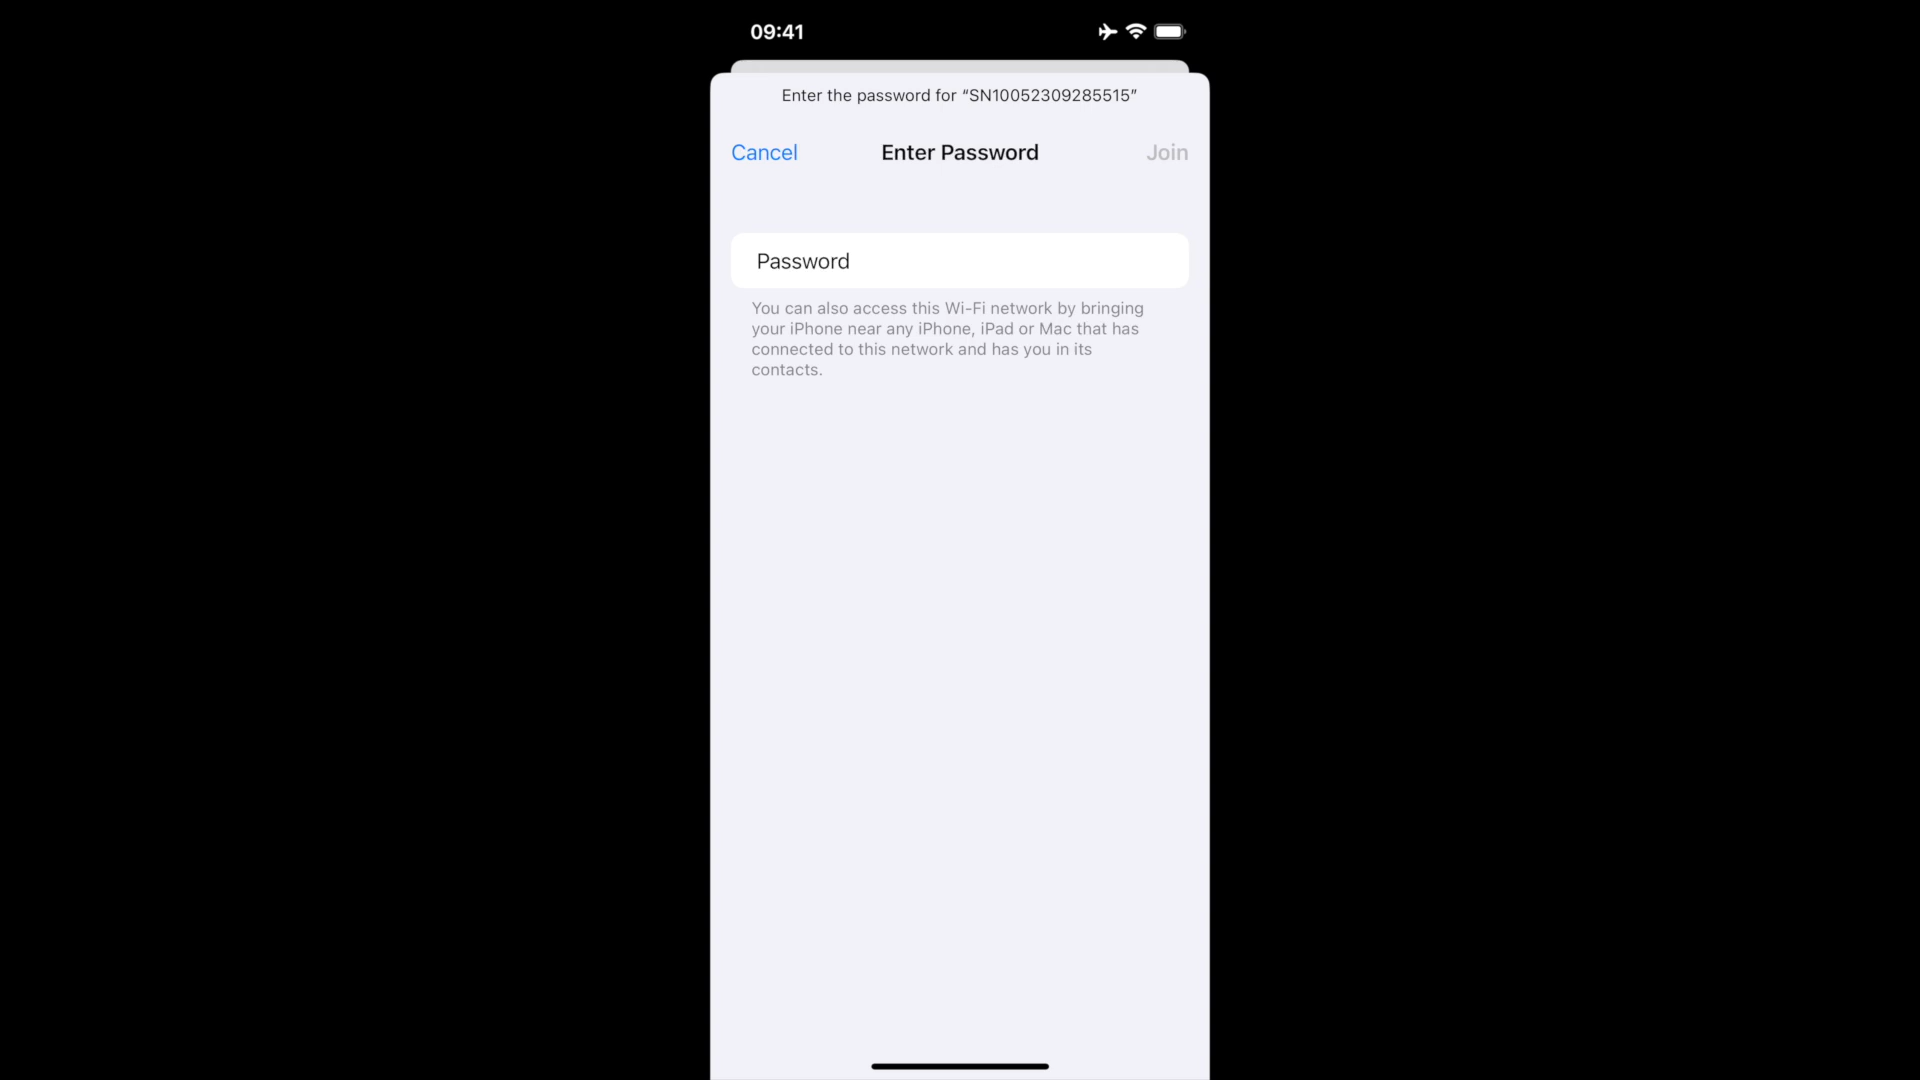 09:41
Enter the password for “SN10052309285515”
Cancel Enter Password Join
Password
You can also access this Wi-Fi network by bringing
your iPhone near any iPhone, iPad or Mac that has
connected to this network and has you in its
contacts.